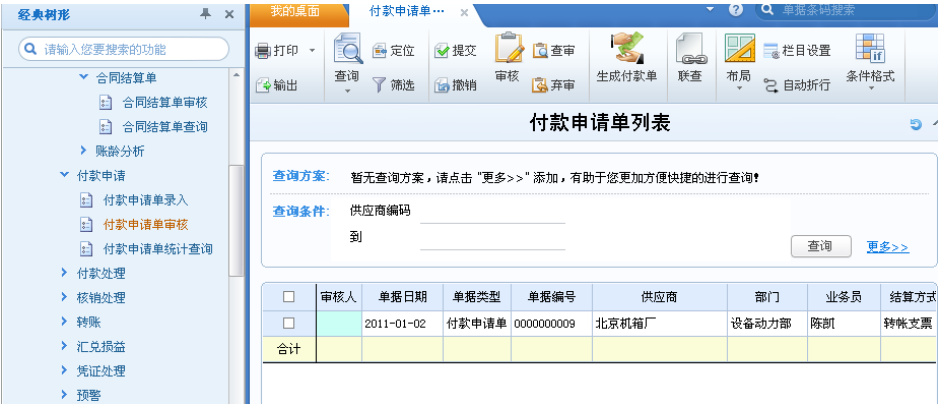 经典树形
我的桌面
付款申请单…
单据条码搜索
请输入您要搜索的功能
合同结算单
合同结算单审核
合同结算单查询
账龄分析
付款申请
付款申请单录入
付款申请单审核
付款申请单统计查询
付款处理
核销处理
转账
汇兑损益
凭证处理
预警
打印
输出
查询
定位
筛选
提交
撤销
审核
查审
弃审
生成付款单
联查
布局
栏目设置
自动折行
条件格式
付款申请单列表
查询方案: 暂无查询方案,请点击 "更多>>" 添加,有助于您更加方便快捷的进行查询!
查询条件: 供应商编码
到
查询 更多>>
审核人 单据日期 单据类型 单据编号 供应商 部门 业务员 结算方式
2011-01-02 付款申请单 0000000009 北京机箱厂 设备动力部 陈凯 转帐支票
合计